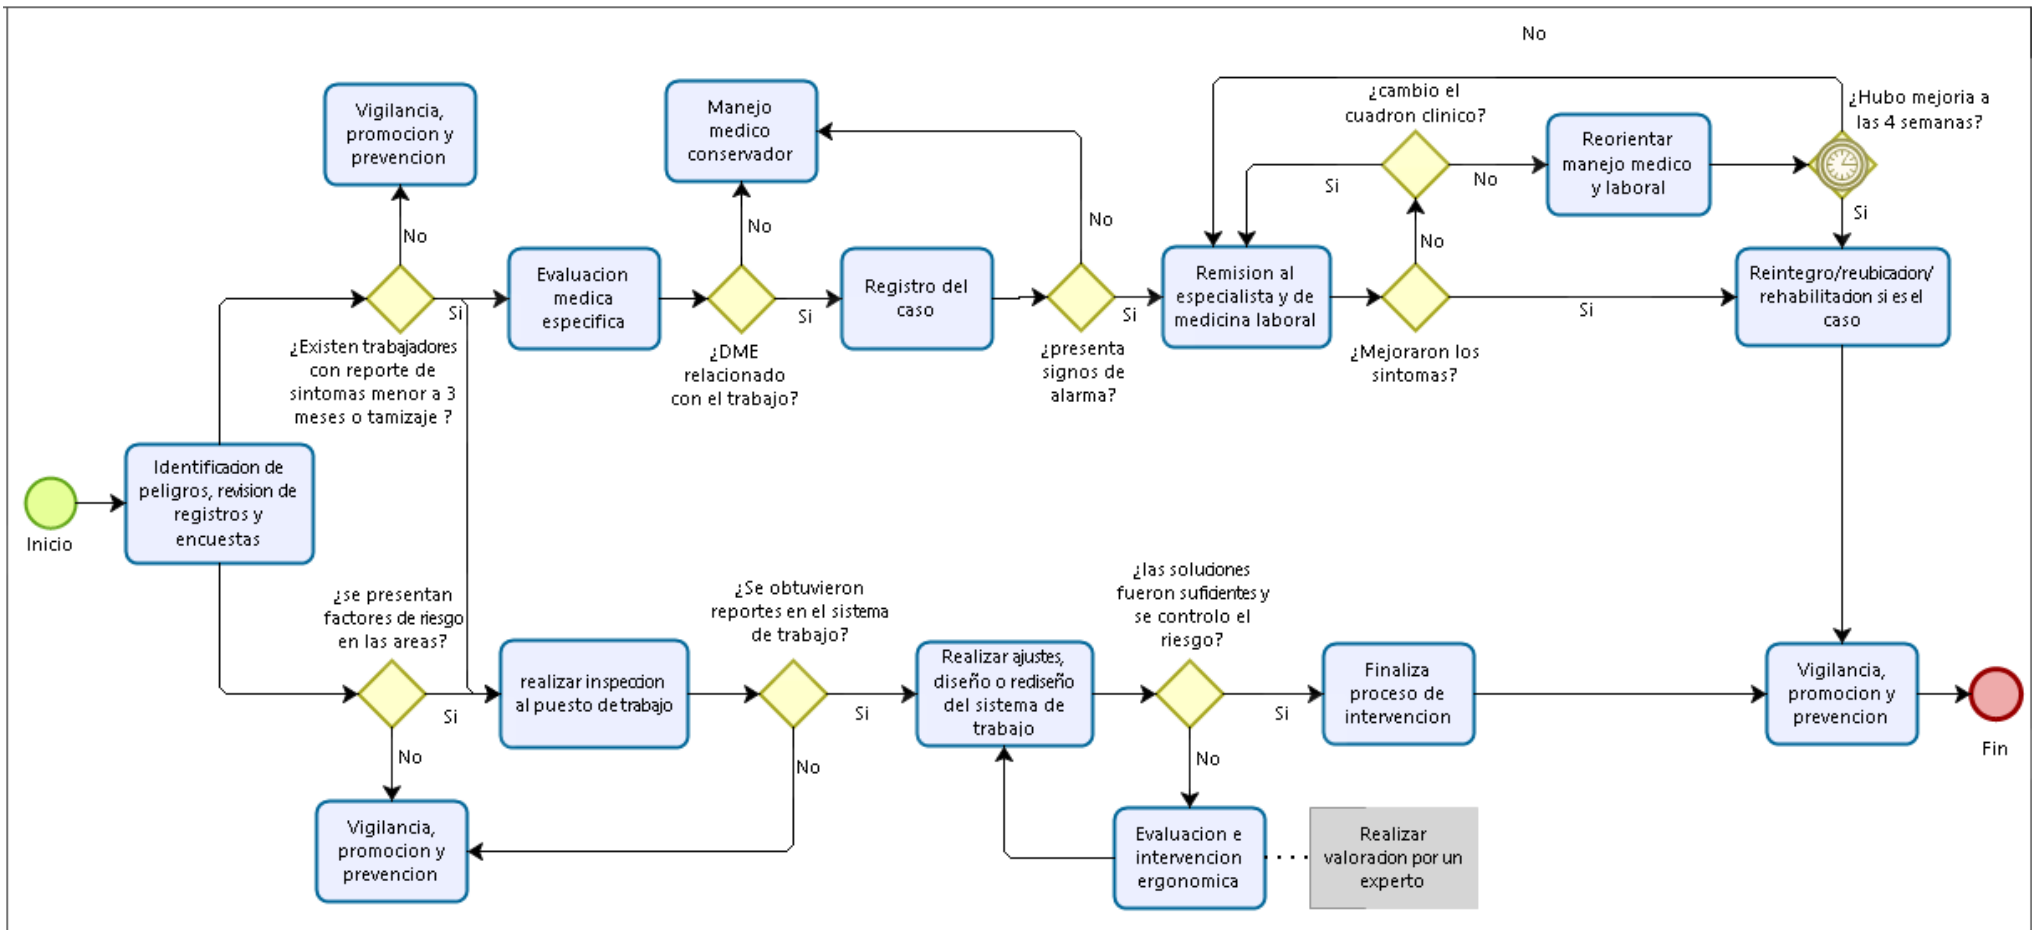 No
Vigilancia,
promocion y
prevencion
No
Manejo
medico
conservador
No
¿cambio el
cuadron clinico?
Si
No
Reorientar
manejo medico
y laboral
¿Hubo mejoria a
las 4 semanas?
Si
No
Evaluacion
medica
especifica
Si
¿Existen trabajadores
con reporte de
sintomas menor a 3
meses o tamizaje ?
¿DME
relacionado
con el trabajo?
Si
Registro del
caso
¿presenta
signos de
alarma?
Si
Remision al
especialista y de
medicina laboral
No
¿Mejoraron los
sintomas?
Si
Reintegro/reubicacion/
rehabilitacion si es el
caso
Inicio
Identificacion de
peligros, revision de
registros y
encuestas
¿se presentan
factores de riesgo
en las areas?
Si
No
Vigilancia,
promocion y
prevencion
realizar inspeccion
al puesto de trabajo
¿Se obtuvieron
reportes en el sistema
de trabajo?
Si
No
Realizar ajustes,
diseño o rediseño
del sistema de
trabajo
¿las soluciones
fueron suficientes y
se controlo el
riesgo?
Si
No
Evaluacion e
intervencion
ergonomica
Realizar
valoracion por un
experto
Finaliza
proceso de
intervencion
Vigilancia,
promocion y
prevencion
Fin